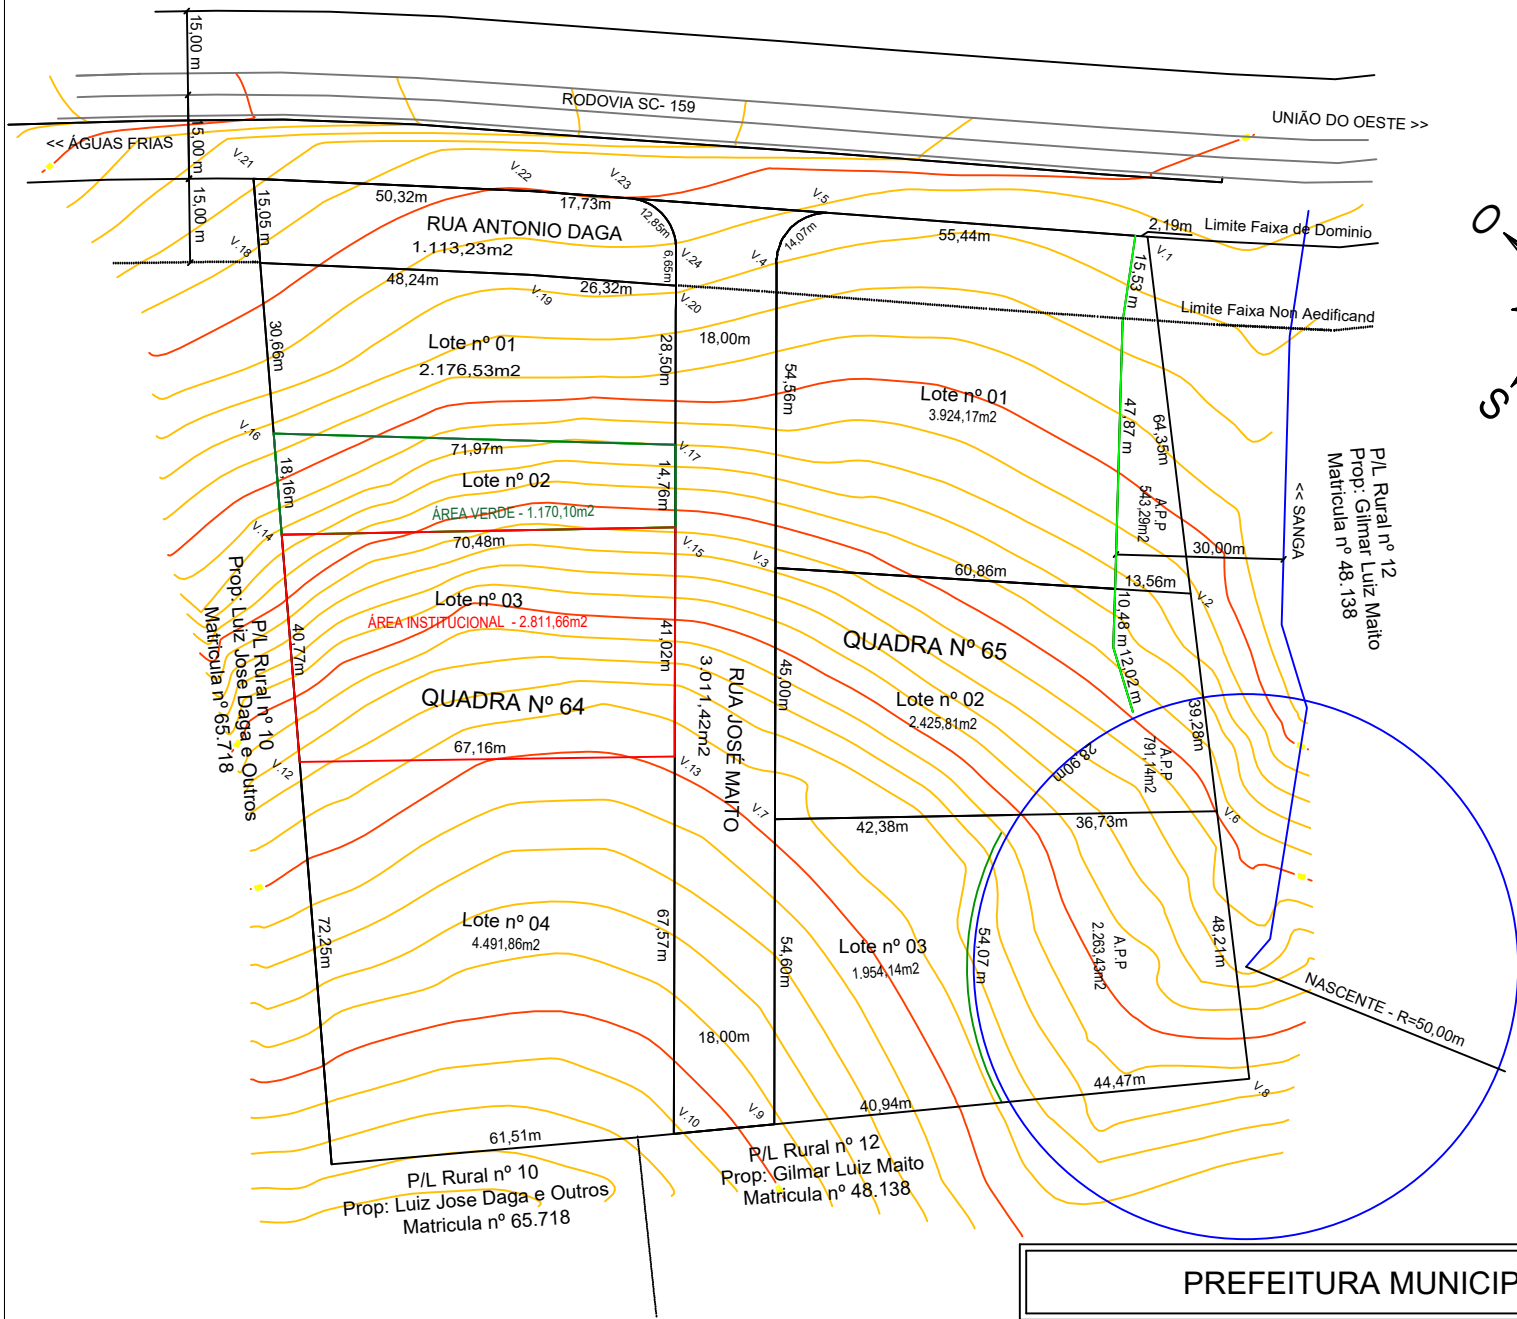 15,00 m
RODOVIA SC- 159
UNIÃO DO OESTE >>
<< ÁGUAS FRIAS
15,00 m
V.21
V.22
V.23
V.5
15,00m
15,05 m
50,32m
17,73m
12,85m
14,07m
55,44m
2,19m
Limite Faixa de Dominio
O
RUA ANTONIO DAGA
1.113,23m2
V.18
6,65m
V.24
V.4
V.1
15,53 m
48,24m
26,32m
V.19
V.20
Limite Faixa Non Aedificand
S
30,66m
Lote nº 01
2.176,53m2
28,50m
18,00m
54,56m
Lote nº 01
3.924,17m2
47,87 m
64,35m
V.16
71,97m
V.17
18,16m
Lote nº 02
14,76m
ÁREA VERDE - 1.170,10m2
A.P.P
543,29m2
<< SANGA
P/L Rural nº 12
Prop: Gilmar Luiz Maito
Matricula nº 48.138
V.14
70,48m
V.15
V.3
30,00m
60,86m
13,56m
V.2
Lote nº 03
ÁREA INSTITUCIONAL - 2.811,66m2
40,77m
41,02m
10,48 m
12,02 m
P/L Rural nº 10
Prop: Luiz Jose Daga e Outros
Matricula nº 65.718
QUADRA Nº 65
RUA JOSÉ MAITO
3.011,42m2
45,00m
QUADRA Nº 64
Lote nº 02
2.425,81m2
39,28m
67,16m
V.12
V.13
28,90m
A.P.P
791,14m2
V.7
42,38m
36,73m
V.6
72,25m
Lote nº 04
4.491,86m2
67,57m
54,60m
Lote nº 03
1.954,14m2
54,07 m
A.P.P
2.263,43m2
48,21m
NASCENTE - R=50,00m
18,00m
44,47m
V.8
61,51m
V.10
V.9
40,94m
P/L Rural nº 10
Prop: Luiz Jose Daga e Outros
Matricula nº 65.718
P/L Rural nº 12
Prop: Gilmar Luiz Maito
Matricula nº 48.138
PREFEITURA MUNICIP